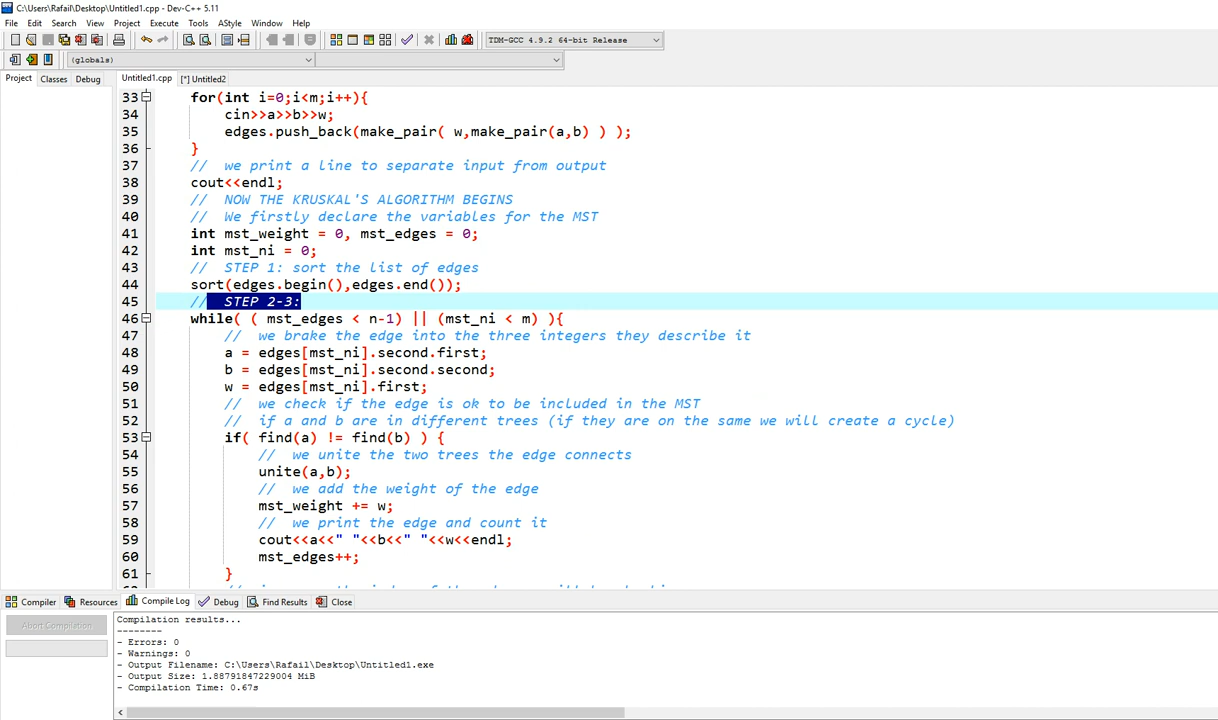 C:\Users\Rafail\Desktop\Untitled1.cpp - Dev-C++ 5.11
File Edit Search View Project Execute Tools AStyle Window Help
TDM-GCC 4.9.2 64-bit Release
(globals)
Project Classes Debug Untitled1.cpp [*] Untitled2
33 for(int i=0;i<m;i++){
34 cin>>a>>b>>w;
35 edges.push_back(make_pair( w,make_pair(a,b) ) );
36 }
37 // we print a line to separate input from output
38 cout<<endl;
39 // NOW THE KRUSKAL'S ALGORITHM BEGINS
40 // We firstly declare the variables for the MST
41 int mst_weight = 0, mst_edges = 0;
42 int mst_ni = 0;
43 // STEP 1: sort the list of edges
44 sort(edges.begin(),edges.end());
45 // STEP 2-3:
46 while( ( mst_edges < n-1) || (mst_ni < m) ){
47 // we brake the edge into the three integers they describe it
48 a = edges[mst_ni].second.first;
49 b = edges[mst_ni].second.second;
50 w = edges[mst_ni].first;
51 // we check if the edge is ok to be included in the MST
52 // if a and b are in different trees (if they are on the same we will create a cycle)
53 if( find(a) != find(b) ) {
54 // we unite the two trees the edge connects
55 unite(a,b);
56 // we add the weight of the edge
57 mst_weight += w;
58 // we print the edge and count it
59 cout<<a<<" "<<b<<" "<<w<<endl;
60 mst_edges++;
61 }
Compiler Resources Compile Log Debug Find Results Close
Abort Compilation
Compilation results...
--------
- Errors: 0
- Warnings: 0
- Output Filename: C:\Users\Rafail\Desktop\Untitled1.exe
- Output Size: 1.88791847229004 MiB
- Compilation Time: 0.67s